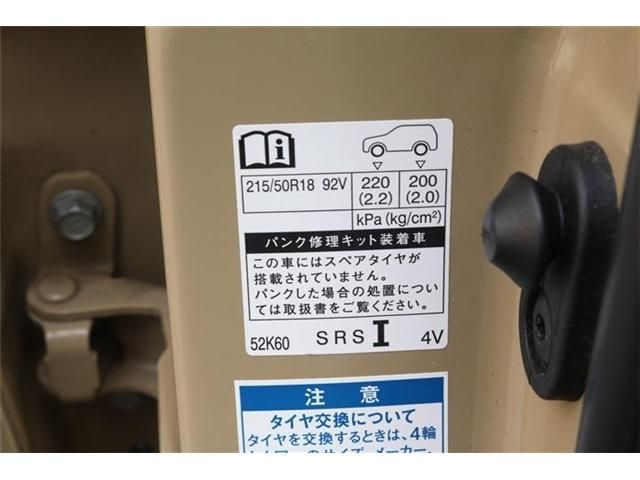 215/50R18 92V 220 (2.2) 200 (2.0)
kPa (kg/cm²)
パンク修理キット装着車
この車にはスペアタイヤが
搭載されていません。
パンクした場合の処置につい
ては取扱書をご覧ください。
52K60 SRS I 4V
注 意
タイヤ交換について
タイヤを交換するときは、4輪